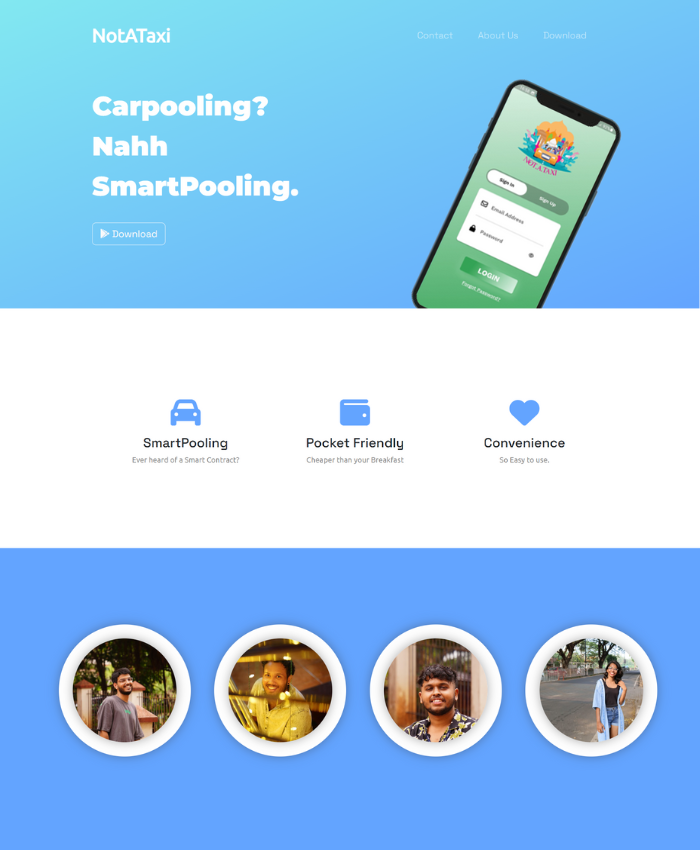 NotATaxi
Contact
About Us
Download
Carpooling?
Nahh
SmartPooling.
Download
NOT A TAXI
Sign In
Sign Up
Email Address
Password
LOGIN
Forgot Password?
SmartPooling
Pocket Friendly
Convenience
Ever heard of a Smart Contract?
Cheaper than your Breakfast
So Easy to use.